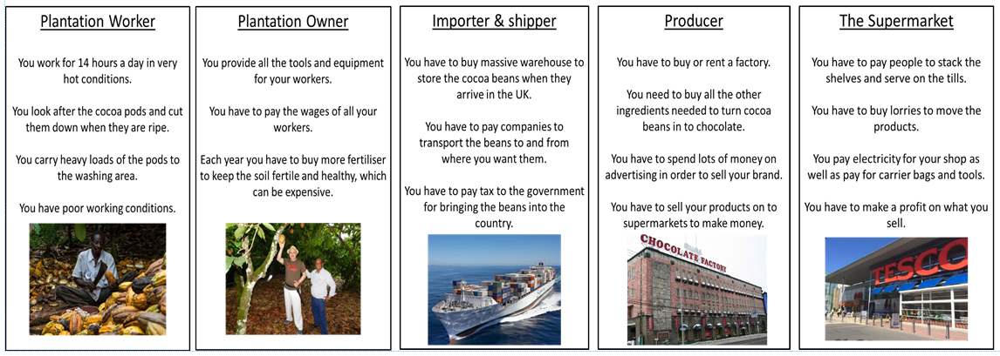 Plantation Worker
You work for 14 hours a day in very
hot conditions.
You look after the cocoa pods and cut
them down when they are ripe.
You carry heavy loads of the pods to
the washing area.
You have poor working conditions.
Plantation Owner
You provide all the tools and equipment
for your workers.
You have to pay the wages of all your
workers.
Each year you have to buy more fertiliser
to keep the soil fertile and healthy, which
can be expensive.
Importer & shipper
You have to buy massive warehouse to
store the cocoa beans when they
arrive in the UK.
You have to pay companies to
transport the beans to and from
where you want them.
You have to pay tax to the government
for bringing the beans into the
country.
Producer
You have to buy or rent a factory.
You need to buy all the other
ingredients needed to turn cocoa
beans in to chocolate.
You have to spend lots of money on
advertising in order to sell your brand.
You have to sell your products on to
supermarkets to make money.
CHOCOLATE FACTORY
The Supermarket
You have to pay people to stack the
shelves and serve on the tills.
You have to buy lorries to move the
products.
You pay electricity for your shop as
well as pay for carrier bags and tools.
You have to make a profit on what you
sell.
TESCO